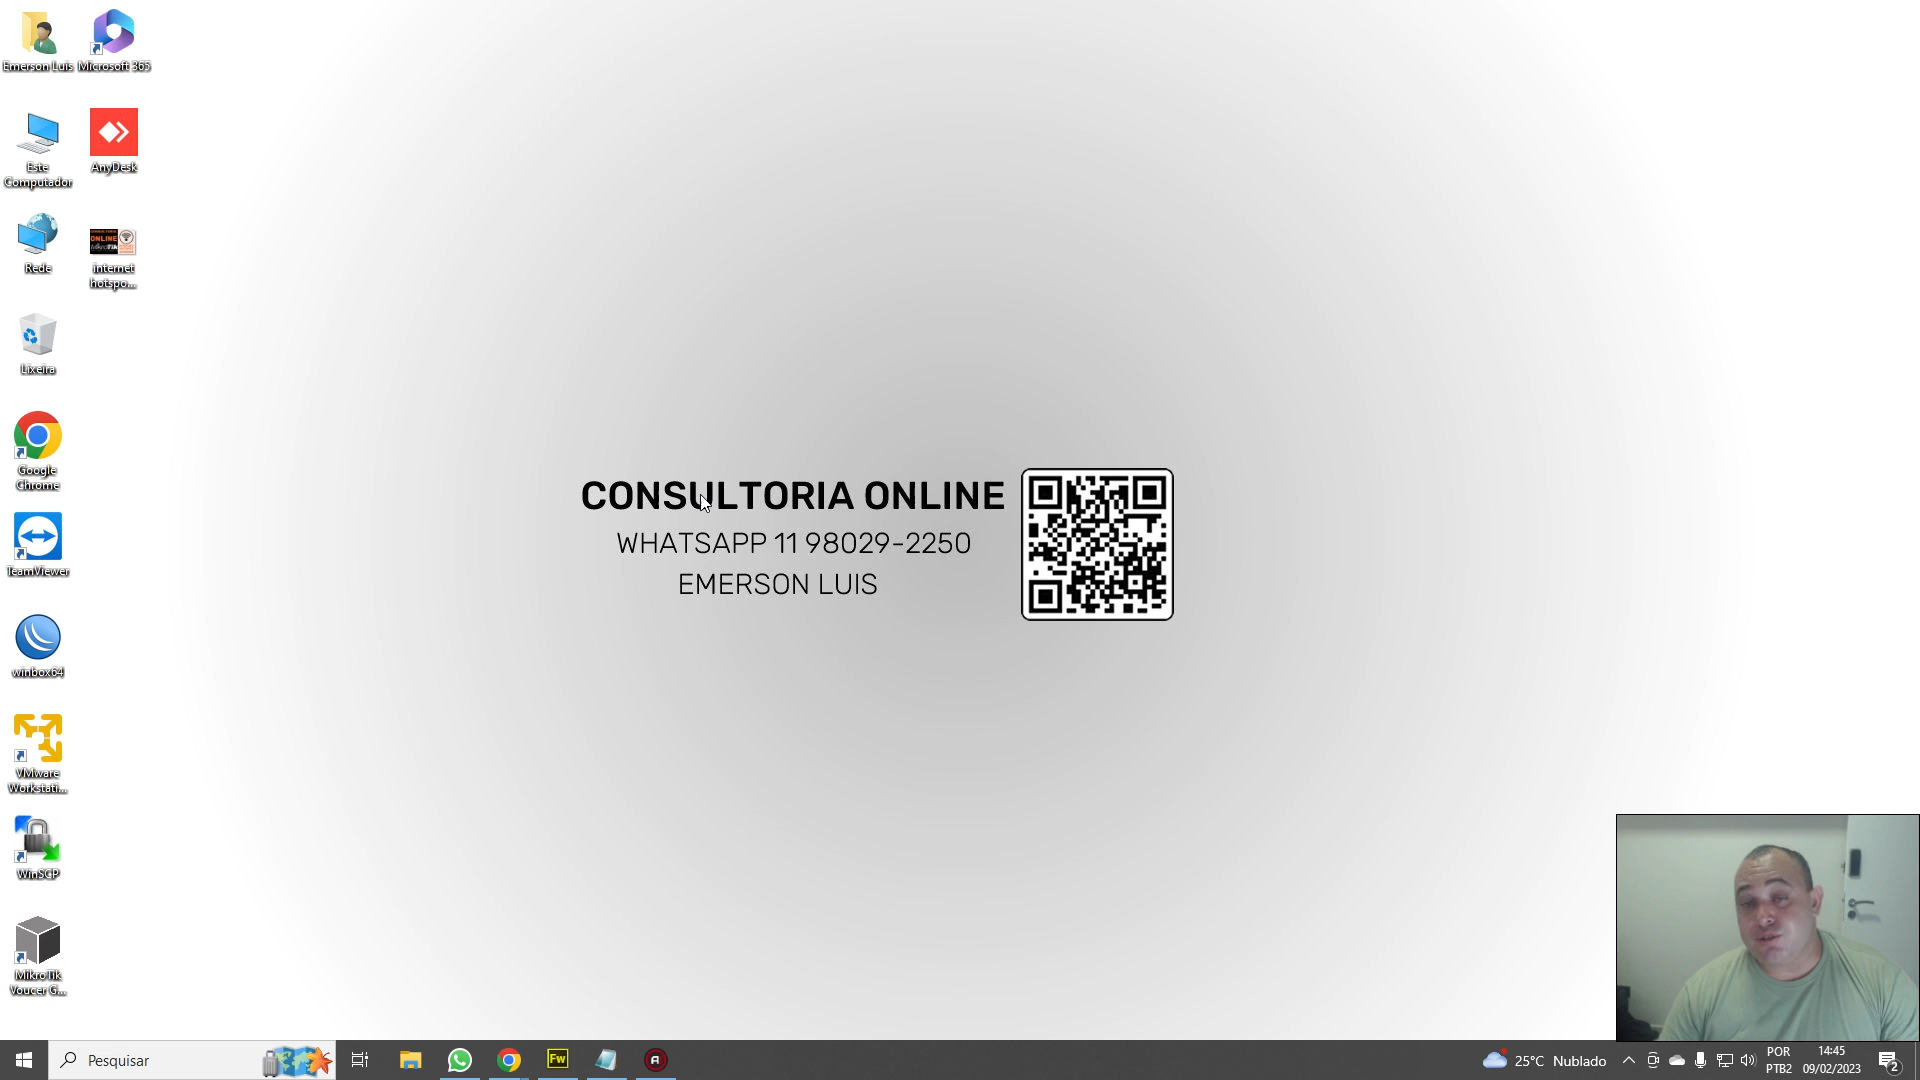 Emerson Luis
Microsoft 365
Este
Computador
AnyDesk
Rede
internet
hotspo...
Lixeira
Google
Chrome
TeamViewer
winbox64
VMware
Workstati...
WinSCP
MikroTik
Voucer G...
CONSULTORIA ONLINE
WHATSAPP 11 98029-2250
EMERSON LUIS
Pesquisar
Fw
25°C Nublado
POR
PTB2
14:45
09/02/2023
2